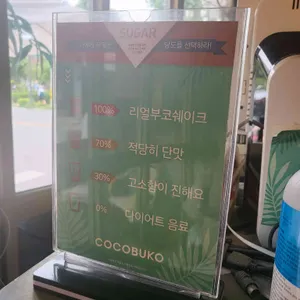 SUGAR
당도를 선택하세요!
100% 리얼부코쉐이크
70% 적당히 단맛
30% 고소함이 진해요
0% 다이어트 음료
COCOBUKO